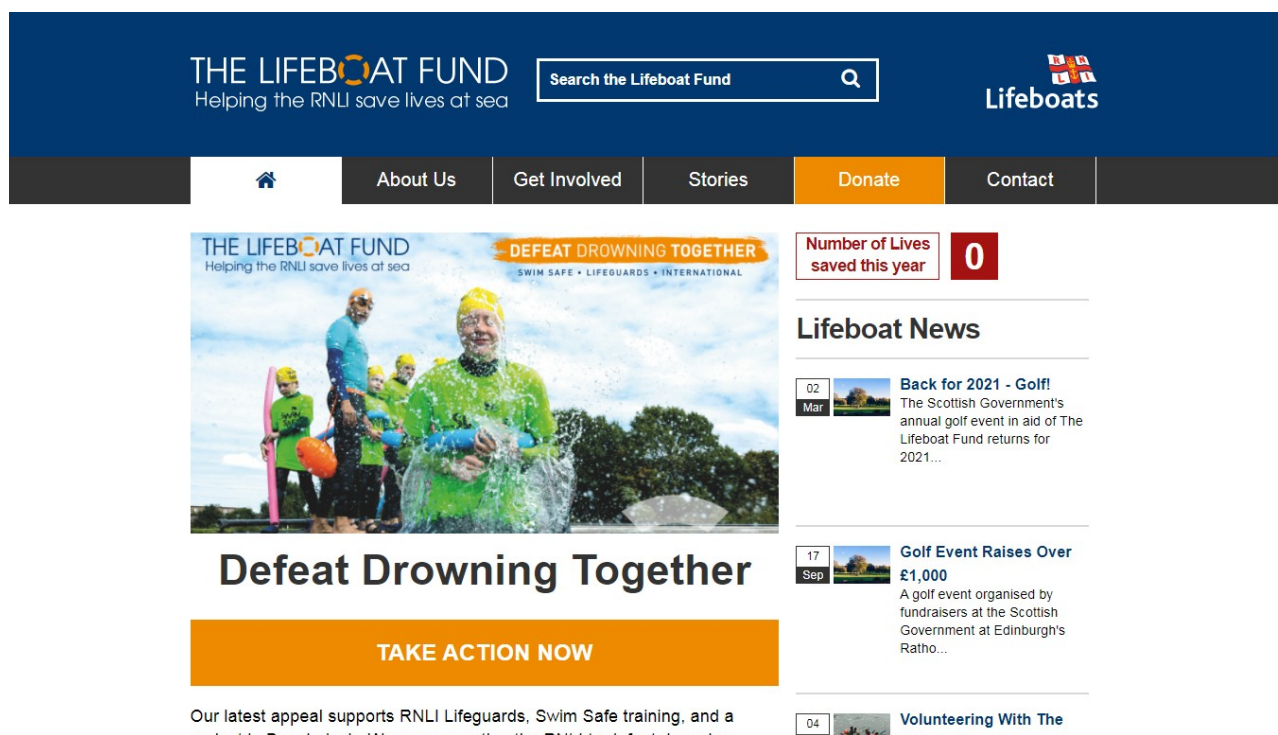 THE LIFEBOAT FUND
Helping the RNLI save lives at sea
Search the Lifeboat Fund
R N
L I
Lifeboats
About Us
Get Involved
Stories
Donate
Contact
THE LIFEBOAT FUND
Helping the RNLI save lives at sea
DEFEAT DROWNING TOGETHER
SWIM SAFE • LIFEGUARDS • INTERNATIONAL
Defeat Drowning Together
TAKE ACTION NOW
Our latest appeal supports RNLI Lifeguards, Swim Safe training, and a
Number of Lives
saved this year
0
Lifeboat News
02
Mar
Back for 2021 - Golf!
The Scottish Government's
annual golf event in aid of The
Lifeboat Fund returns for
2021...
17
Sep
Golf Event Raises Over
£1,000
A golf event organised by
fundraisers at the Scottish
Government at Edinburgh's
Ratho...
04
Volunteering With The